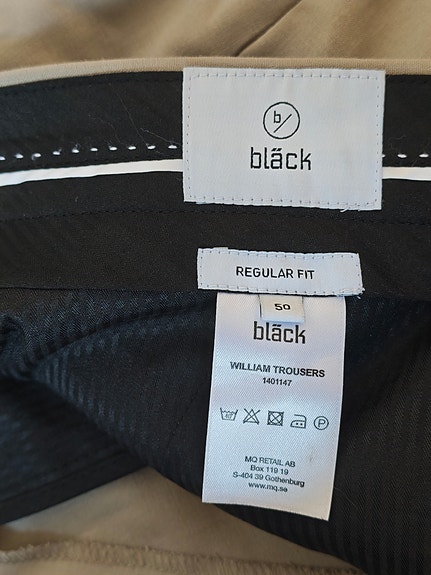 b/
bläck
REGULAR FIT
50
bläck
WILLIAM TROUSERS
1401147
P
MQ RETAIL AB
Box 119 19
S-404 39 Gothenburg
www.mq.se